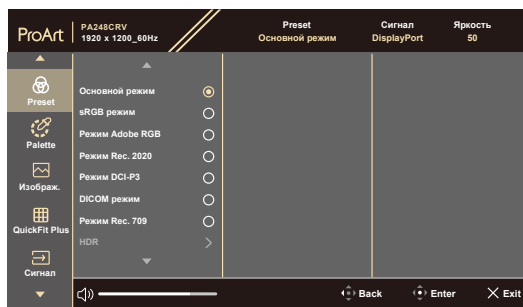 ProArt
PA248CRV
1920 x 1200_60Hz
Preset
Основной режим
Сигнал
DisplayPort
Яркость
50
Preset
Palette
Изображ.
QuickFit Plus
Сигнал
Основной режим
sRGB режим
Режим Adobe RGB
Режим Rec. 2020
Режим DCI-P3
DICOM режим
Режим Rec. 709
HDR
Back
Enter
Exit